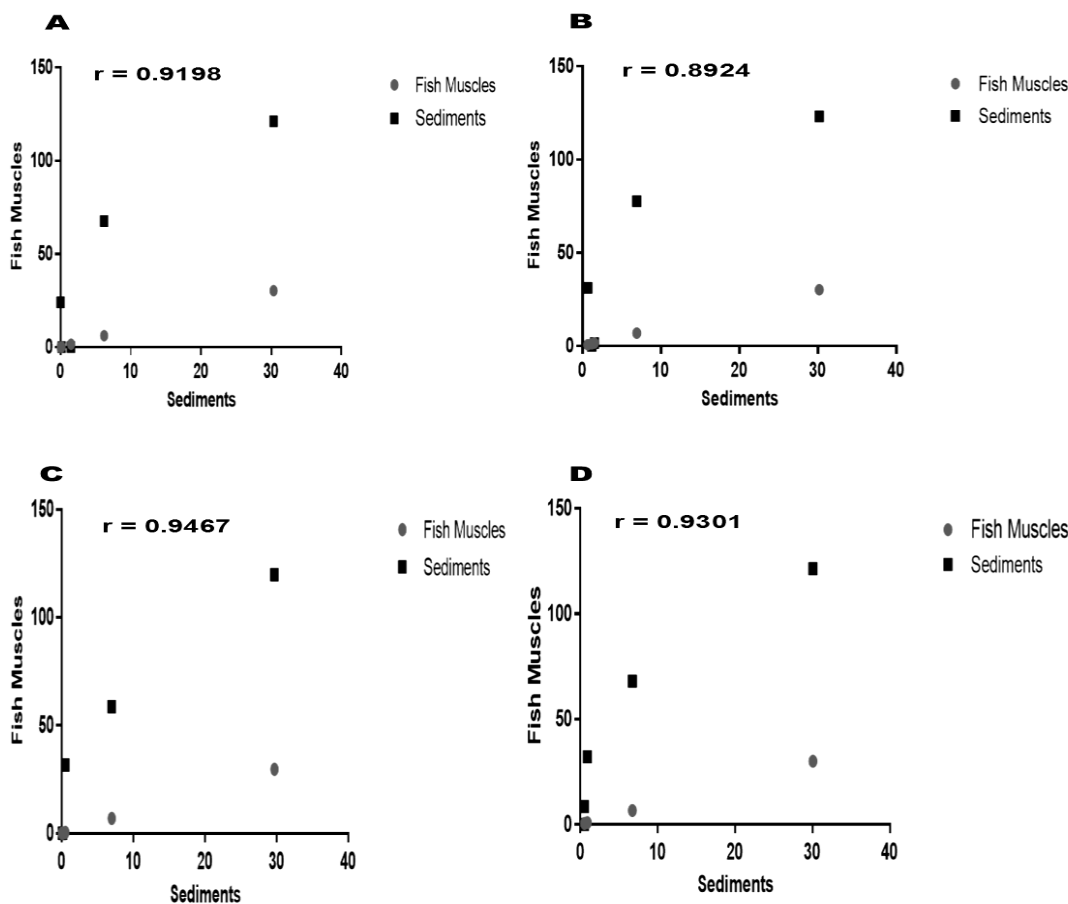 A
r = 0.9198
Fish Muscles
Sediments
150
100
50
0
0 10 20 30 40
Fish Muscles
Sediments
B
r = 0.8924
Fish Muscles
Sediments
150
100
50
0
0 10 20 30 40
Fish Muscles
Sediments
C
r = 0.9467
Fish Muscles
Sediments
150
100
50
0
0 10 20 30 40
Fish Muscles
Sediments
D
r = 0.9301
Fish Muscles
Sediments
150
100
50
0
0 10 20 30 40
Fish Muscles
Sediments